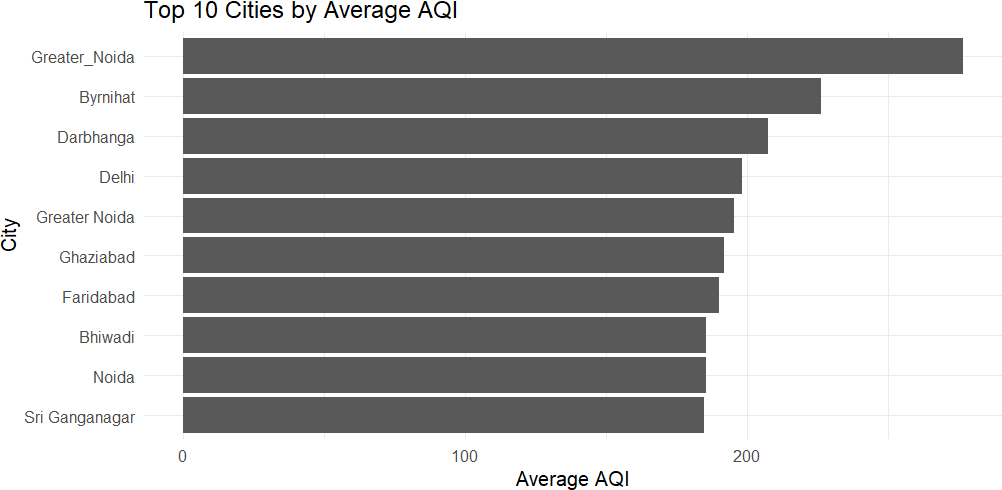 Top 10 Cities by Average AQI
City
Greater_Noida
Byrnihat
Darbhanga
Delhi
Greater Noida
Ghaziabad
Faridabad
Bhiwadi
Noida
Sri Ganganagar
0 100 200
Average AQI